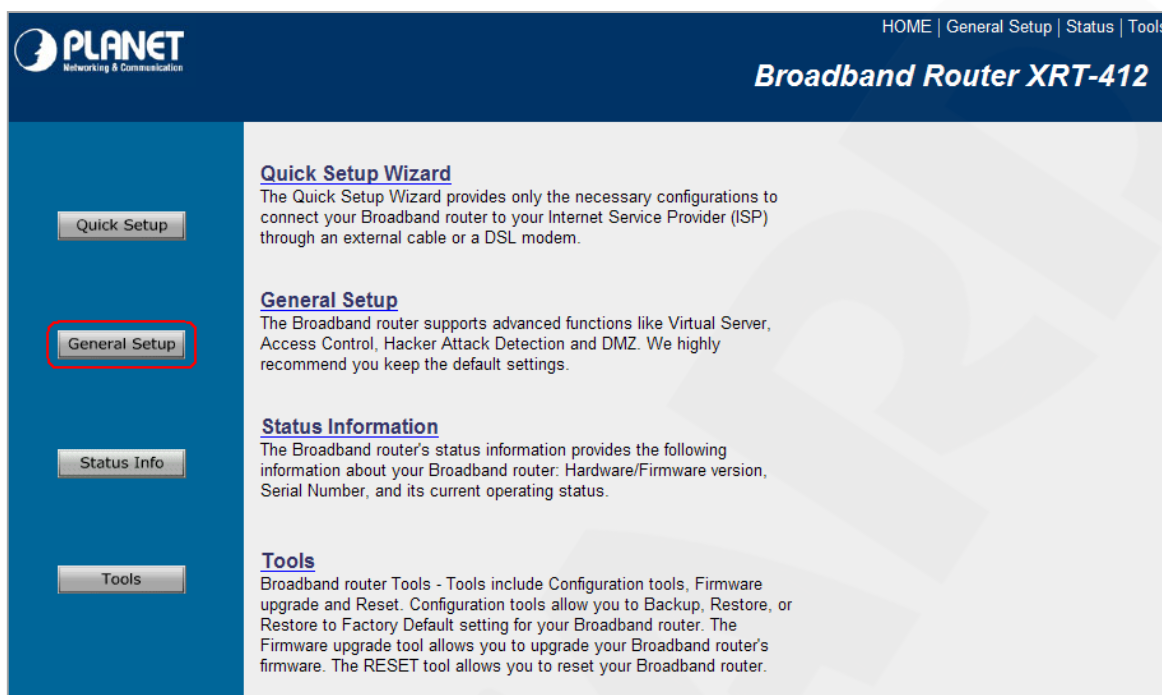 PLANET
Networking & Communication
HOME | General Setup | Status | Tools
Broadband Router XRT-412
Quick Setup Wizard
The Quick Setup Wizard provides only the necessary configurations to
connect your Broadband router to your Internet Service Provider (ISP)
through an external cable or a DSL modem.
Quick Setup
General Setup
The Broadband router supports advanced functions like Virtual Server,
Access Control, Hacker Attack Detection and DMZ. We highly
recommend you keep the default settings.
General Setup
Status Information
The Broadband router's status information provides the following
information about your Broadband router: Hardware/Firmware version,
Serial Number, and its current operating status.
Status Info
Tools
Broadband router Tools - Tools include Configuration tools, Firmware
upgrade and Reset. Configuration tools allow you to Backup, Restore, or
Restore to Factory Default setting for your Broadband router. The
Firmware upgrade tool allows you to upgrade your Broadband router's
firmware. The RESET tool allows you to reset your Broadband router.
Tools